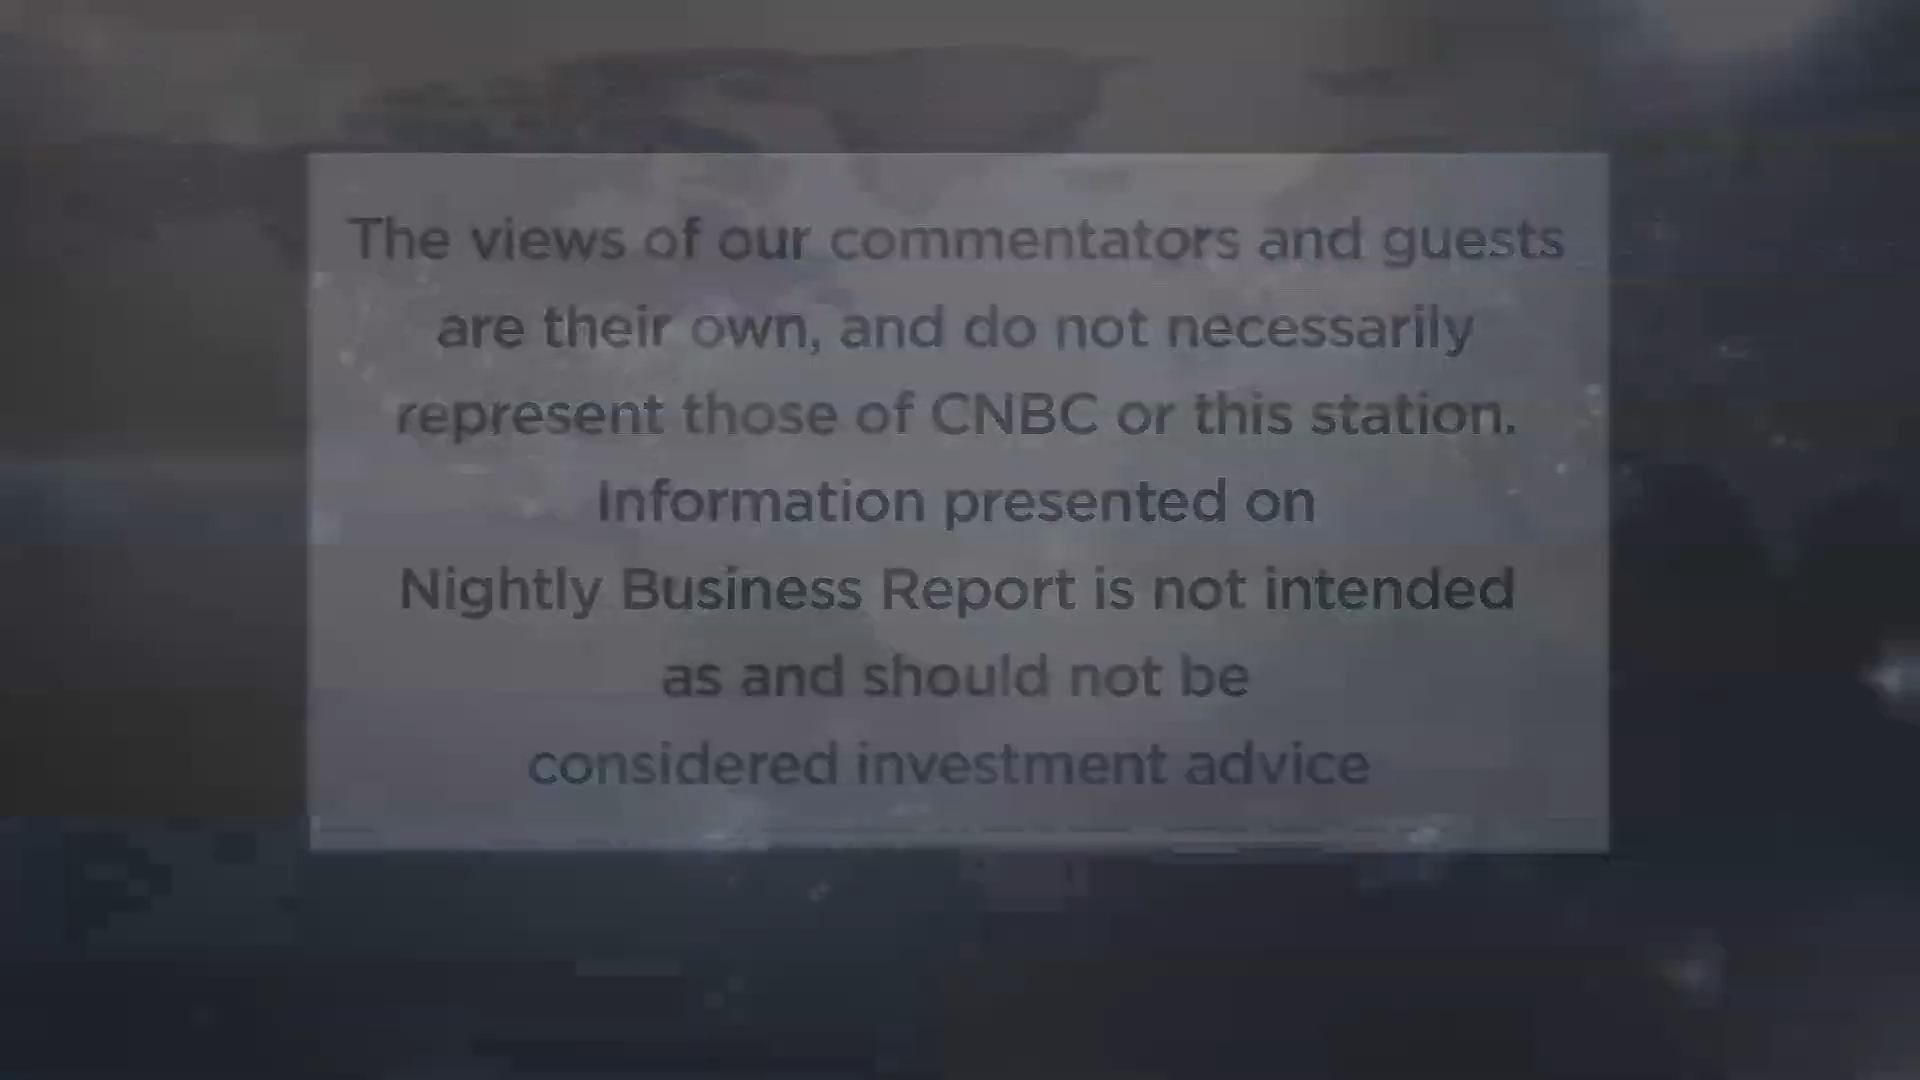 The views of our commentators and guests
are their own, and do not necessarily
represent those of CNBC or this station.
Information presented on
Nightly Business Report is not intended
as and should not be
considered investment advice